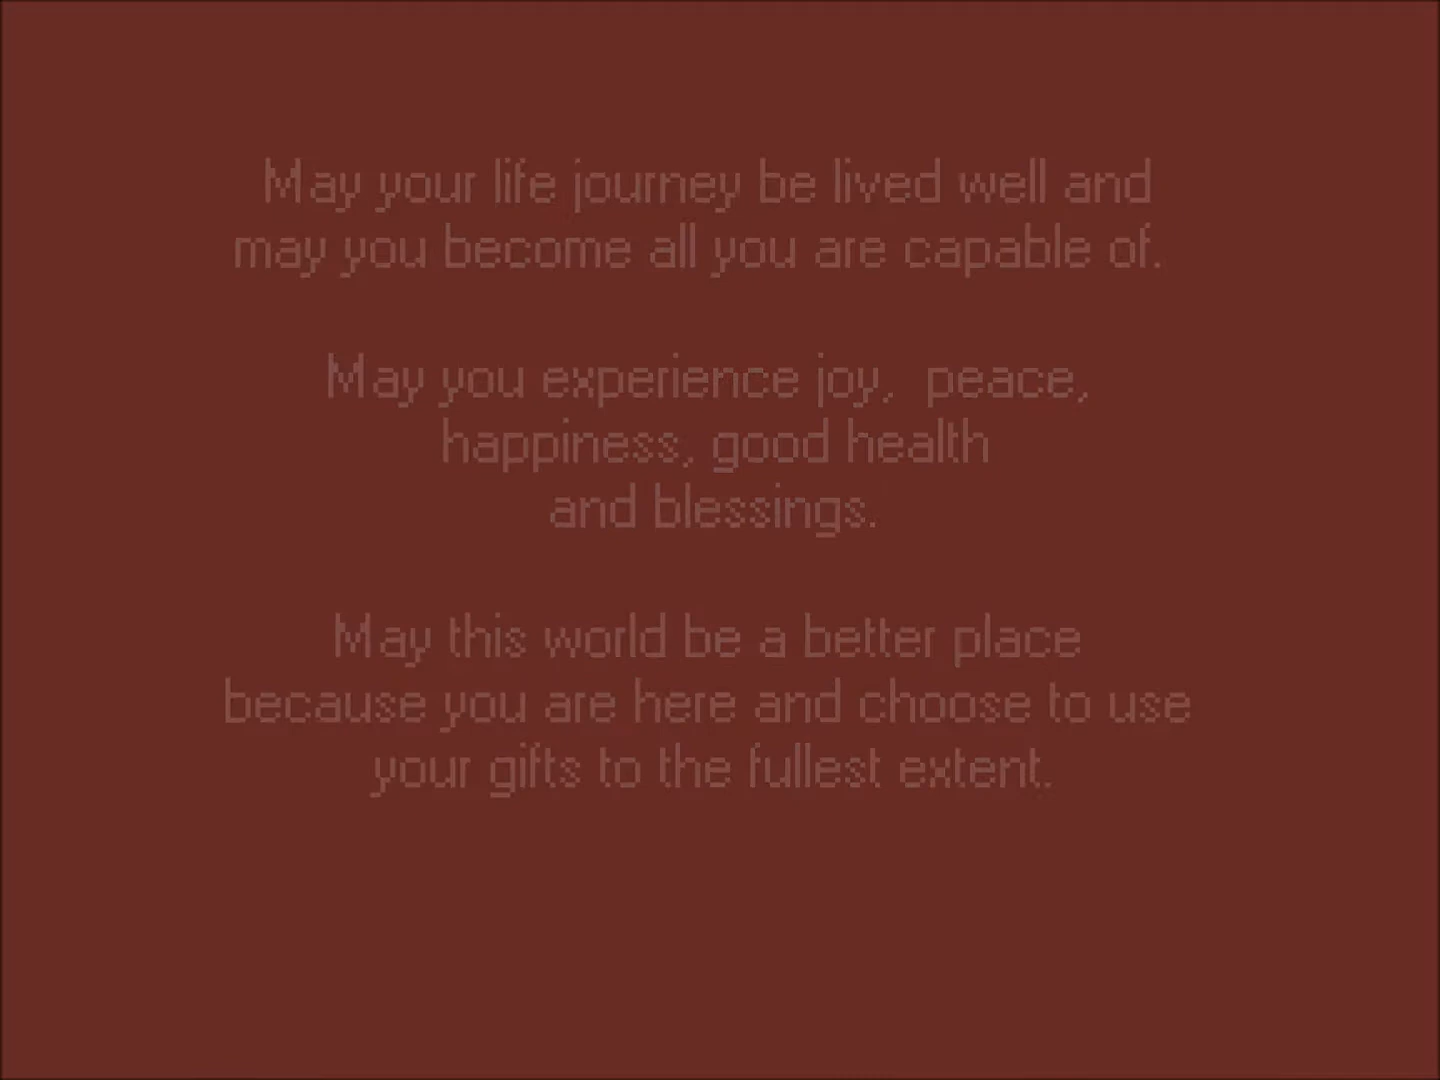 May your life journey be lived well and
may you become all you are capable of.
May you experience joy,  peace,
happiness, good health
and blessings.
May this world be a better place
because you are here and choose to use
your gifts to the fullest extent.